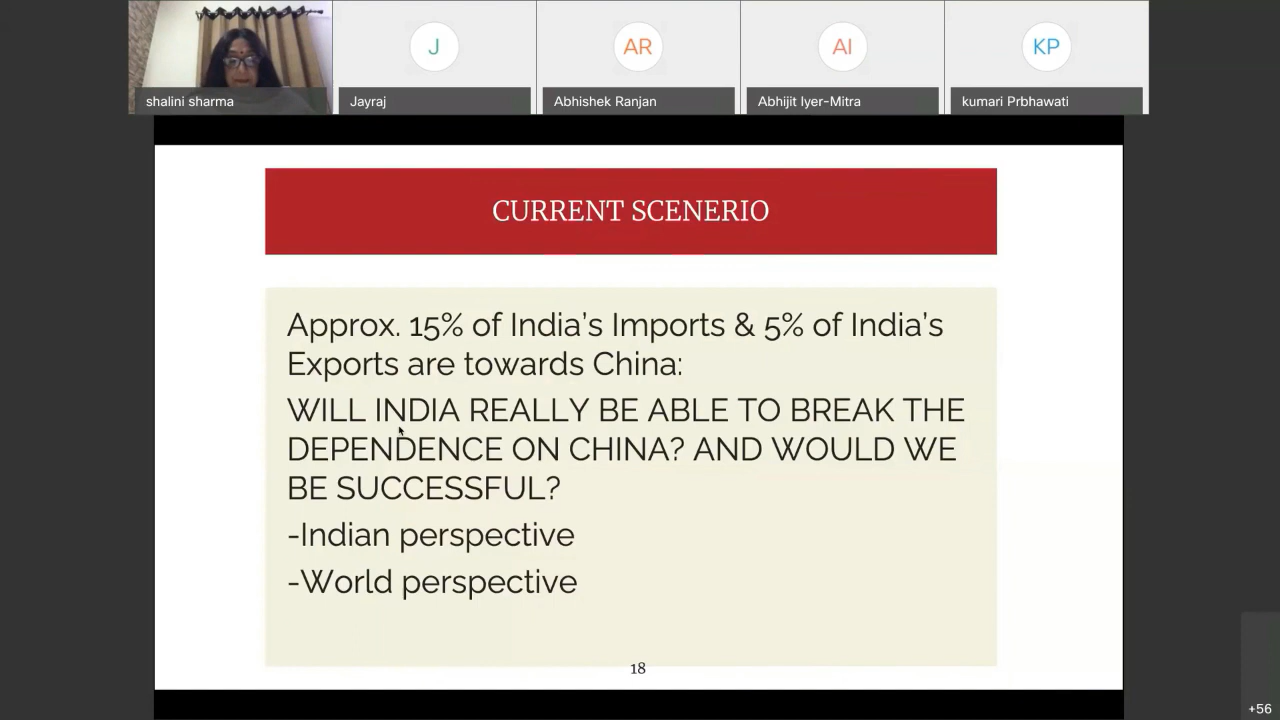 J
AR
AI
KP
shalini sharma
Jayraj
Abhishek Ranjan
Abhijit Iyer-Mitra
kumari Prbhawati
CURRENT SCENERIO
Approx. 15% of India's Imports & 5% of India's
Exports are towards China:
WILL INDIA REALLY BE ABLE TO BREAK THE
DEPENDENCE ON CHINA? AND WOULD WE
BE SUCCESSFUL?
-Indian perspective
-World perspective
18
+56